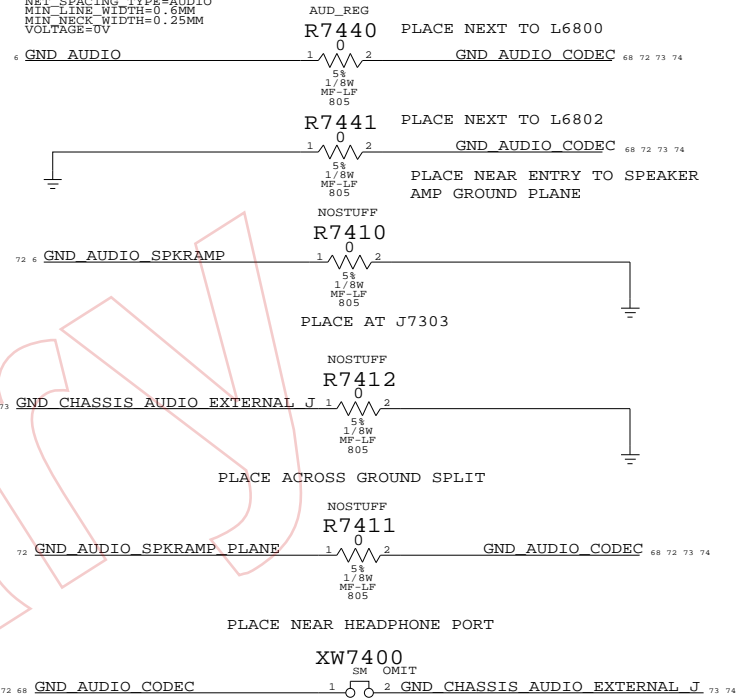 NET_SPACING_TYPE=AUDIO
MIN_LINE_WIDTH=0.6MM
MIN_NECK_WIDTH=0.25MM
VOLTAGE=0V
AUD_REG
R7440 PLACE NEXT TO L6800
0
6 GND_AUDIO 1 2 GND_AUDIO_CODEC 68 72 73 74
5%
1/8W
MF-LF
805
R7441 PLACE NEXT TO L6802
0
1 2 GND_AUDIO_CODEC 68 72 73 74
5%
1/8W
MF-LF
805
PLACE NEAR ENTRY TO SPEAKER
AMP GROUND PLANE
NOSTUFF
R7410
0
72 6 GND_AUDIO_SPKRAMP 1 2
5%
1/8W
MF-LF
805
PLACE AT J7303
NOSTUFF
R7412
0
73 GND_CHASSIS_AUDIO_EXTERNAL_J 1 2
5%
1/8W
MF-LF
805
PLACE ACROSS GROUND SPLIT
NOSTUFF
R7411
0
72 GND_AUDIO_SPKRAMP_PLANE 1 2 GND_AUDIO_CODEC 68 72 73 74
5%
1/8W
MF-LF
805
PLACE NEAR HEADPHONE PORT
XW7400
SM OMIT
72 68 GND_AUDIO_CODEC 1 2 GND_CHASSIS_AUDIO_EXTERNAL_J 73 74